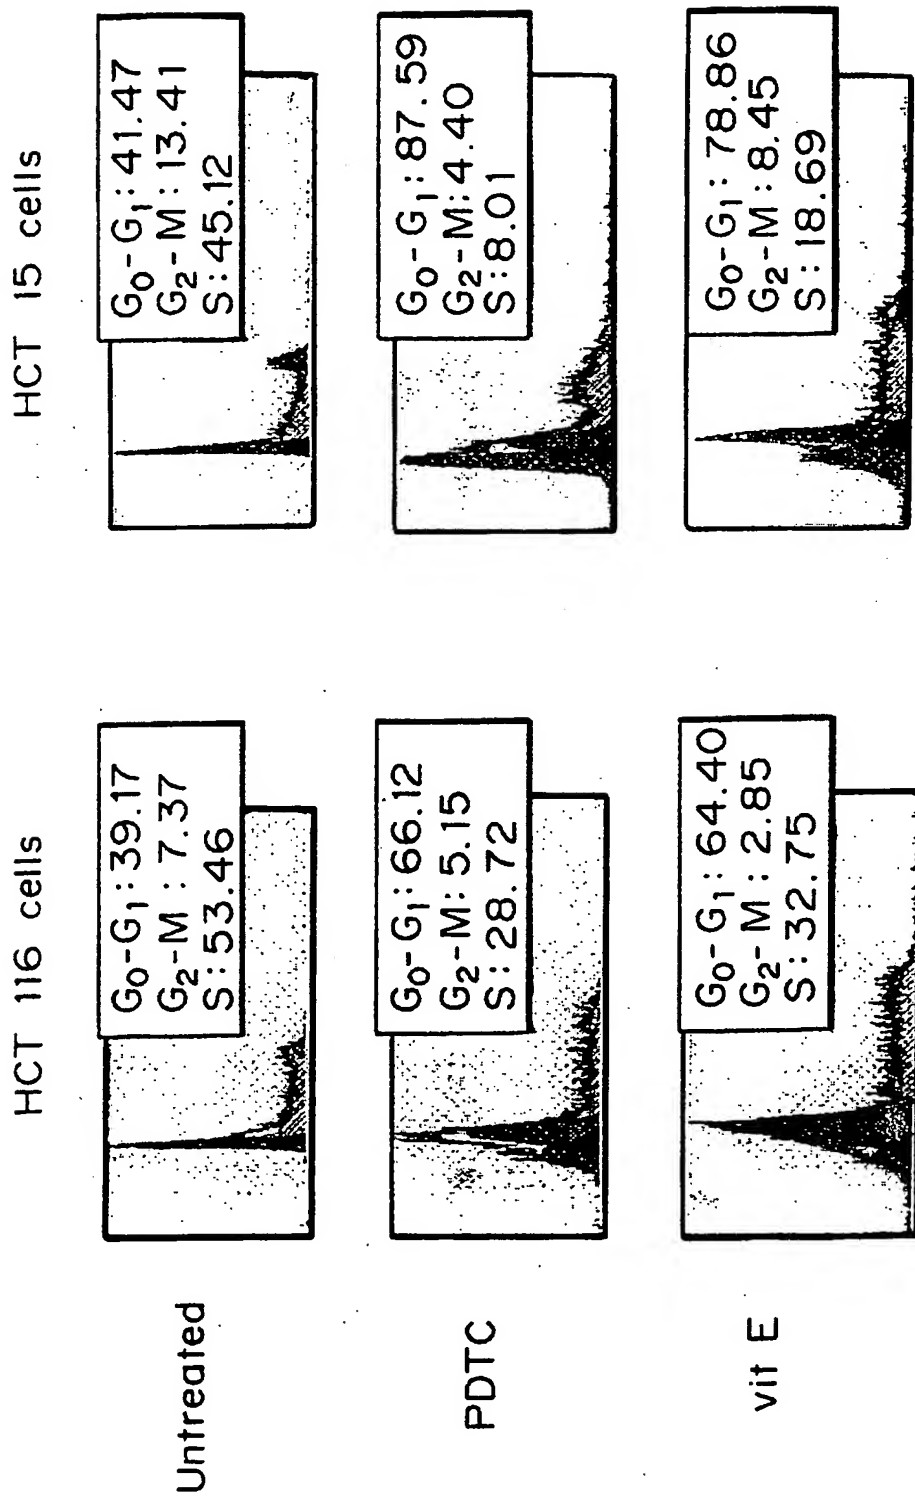 HCT 116 cells
HCT 15 cells
Untreated
G₀-G₁:39.17
G₂-M:7.37
S:53.46
G₀-G₁:41.47
G₂-M:13.41
S:45.12
PDTC
G₀-G₁:66.12
G₂-M:5.15
S:28.72
G₀-G₁:87.59
G₂-M:4.40
S:8.01
vit E
G₀-G₁:64.40
G₂-M:2.85
S:32.75
G₀-G₁:78.86
G₂-M:8.45
S:18.69